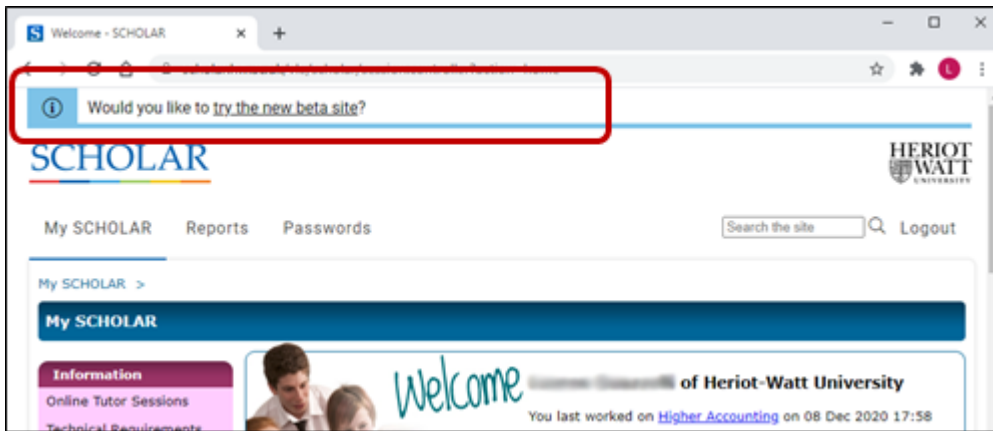 Welcome - SCHOLAR
L
Would you like to try the new beta site?
SCHOLAR
HERIOT
WATT
UNIVERSITY
My SCHOLAR Reports Passwords Search the site Logout
My SCHOLAR >
My SCHOLAR
Information
Online Tutor Sessions
Technical Requirements
Welcome
of Heriot-Watt University
You last worked on Higher Accounting on 08 Dec 2020 17:58